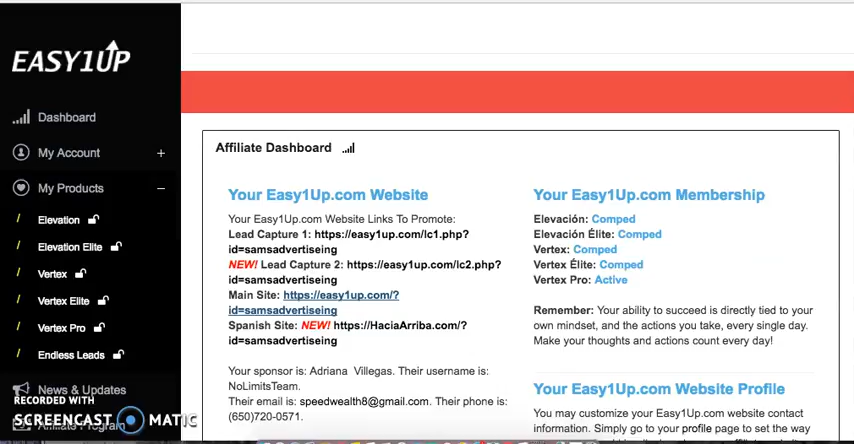 EASY1UP
Dashboard
My Account
My Products
Elevation
Elevation Elite
Vertex
Vertex Elite
Vertex Pro
Endless Leads
News & Updates
Affiliate Program
RECORDED WITH
SCREENCAST MATIC
Affiliate Dashboard
Your Easy1Up.com Website
Your Easy1Up.com Website Links To Promote:
Lead Capture 1: https://easy1up.com/lc1.php?
id=samsadvertiseing
NEW! Lead Capture 2: https://easy1up.com/lc2.php?
id=samsadvertiseing
Main Site: https://easy1up.com/?
id=samsadvertiseing
Spanish Site: NEW! https://HaciaArriba.com/?
id=samsadvertiseing
Your sponsor is: Adriana Villegas. Their username is:
NoLimitsTeam.
Their email is: speedwealth8@gmail.com. Their phone is:
(650)720-0571.
Your Easy1Up.com Membership
Elevación: Comped
Elevación Élite: Comped
Vertex: Comped
Vertex Élite: Comped
Vertex Pro: Active
Remember: Your ability to succeed is directly tied to your
own mindset, and the actions you take, every single day.
Make your thoughts and actions count every day!
Your Easy1Up.com Website Profile
You may customize your Easy1Up.com website contact
information. Simply go to your profile page to set the way